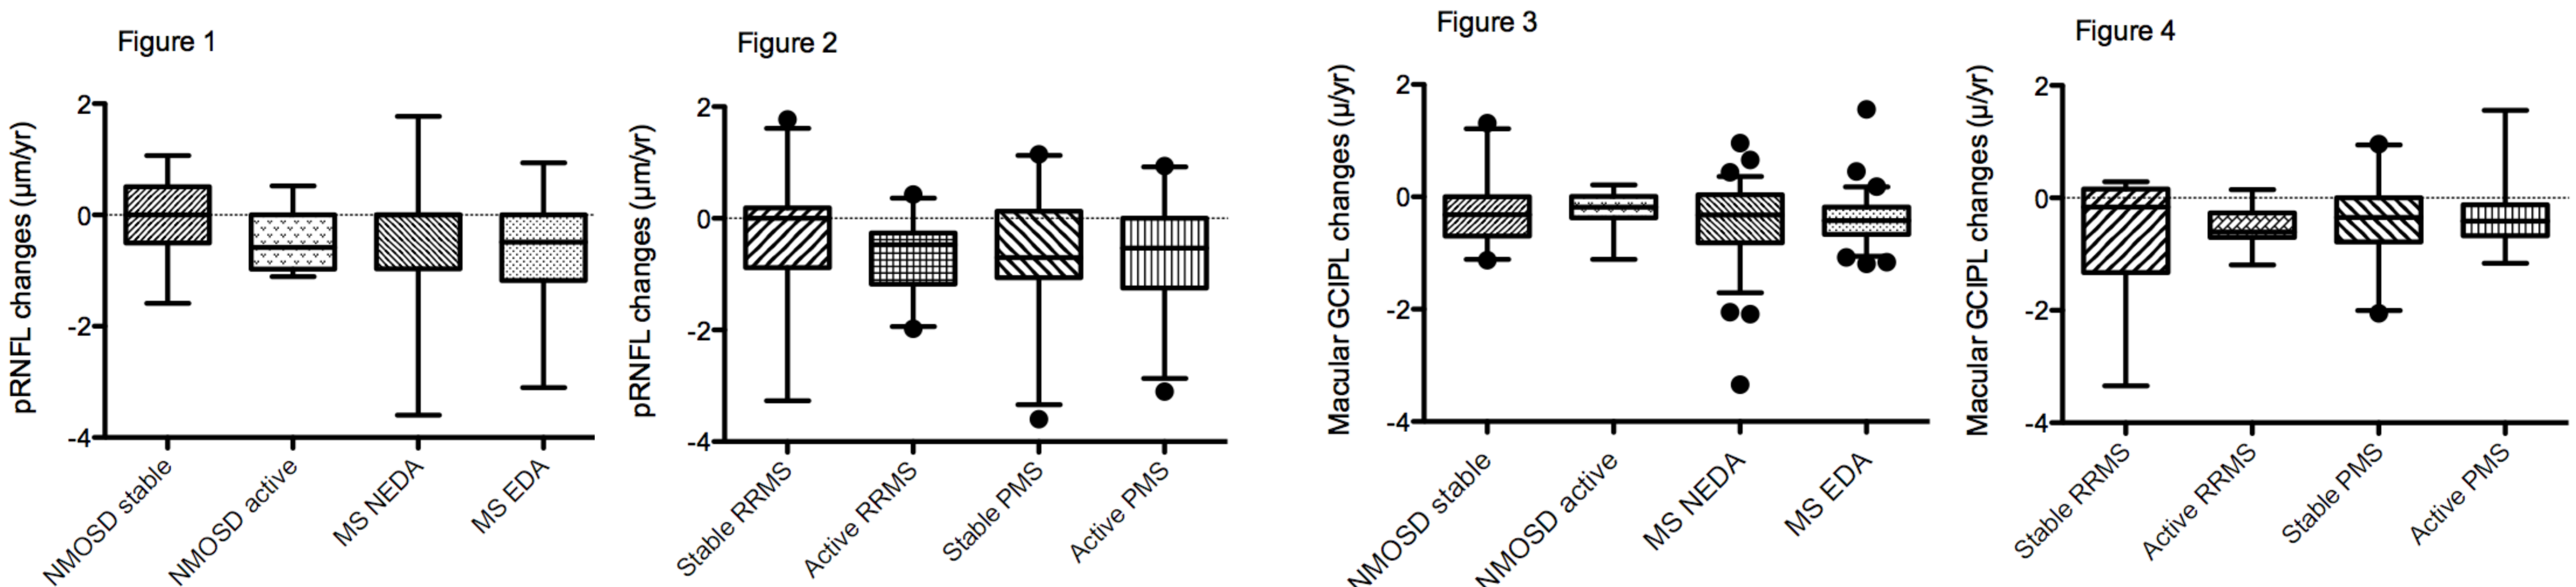 Figure 1
pRNFL changes (μm/yr)
2
0
-2
-4
NMOSD stable
NMOSD active
MS NEDA
MS EDA
Figure 2
pRNFL changes (μm/yr)
2
0
-2
-4
Stable RRMS
Active RRMS
Stable PMS
Active PMS
Figure 3
Macular GCIPL changes (μ/yr)
2
0
-2
-4
NMOSD stable
NMOSD active
MS NEDA
MS EDA
Figure 4
Macular GCIPL changes (μ/yr)
2
0
-2
-4
Stable RRMS
Active RRMS
Stable PMS
Active PMS